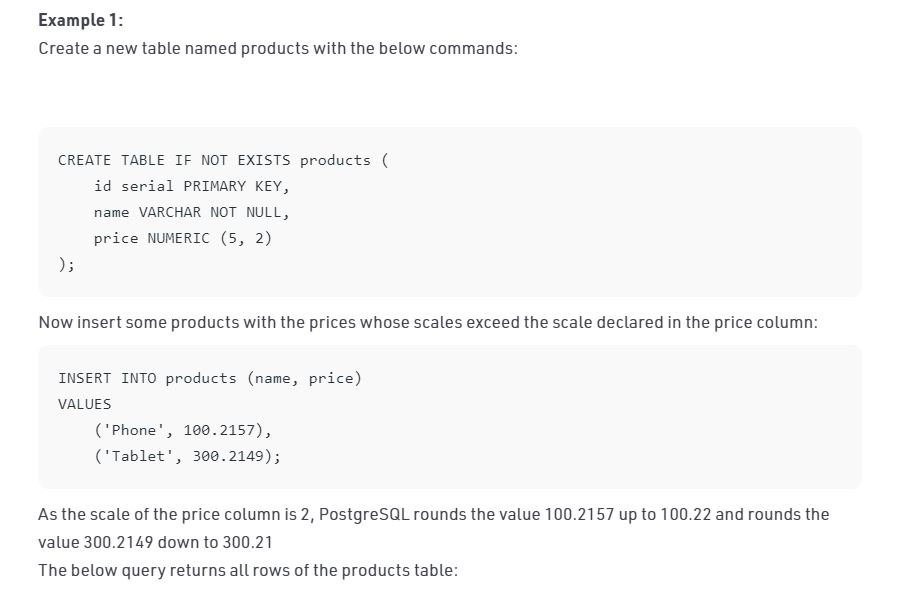 Example 1:
Create a new table named products with the below commands:
CREATE TABLE IF NOT EXISTS products (
    id serial PRIMARY KEY,
    name VARCHAR NOT NULL,
    price NUMERIC (5, 2)
);
Now insert some products with the prices whose scales exceed the scale declared in the price column:
INSERT INTO products (name, price)
VALUES
    ('Phone', 100.2157),
    ('Tablet', 300.2149);
As the scale of the price column is 2, PostgreSQL rounds the value 100.2157 up to 100.22 and rounds the
value 300.2149 down to 300.21
The below query returns all rows of the products table: